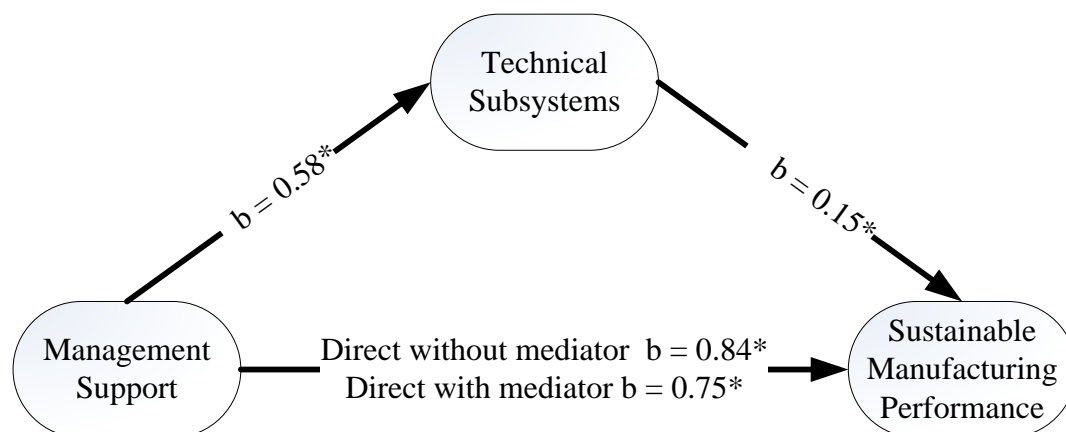 Technical
Subsystems
b = 0.58*
b = 0.15*
Management
Support
Direct without mediator b = 0.84*
Direct with mediator b = 0.75*
Sustainable
Manufacturing
Performance